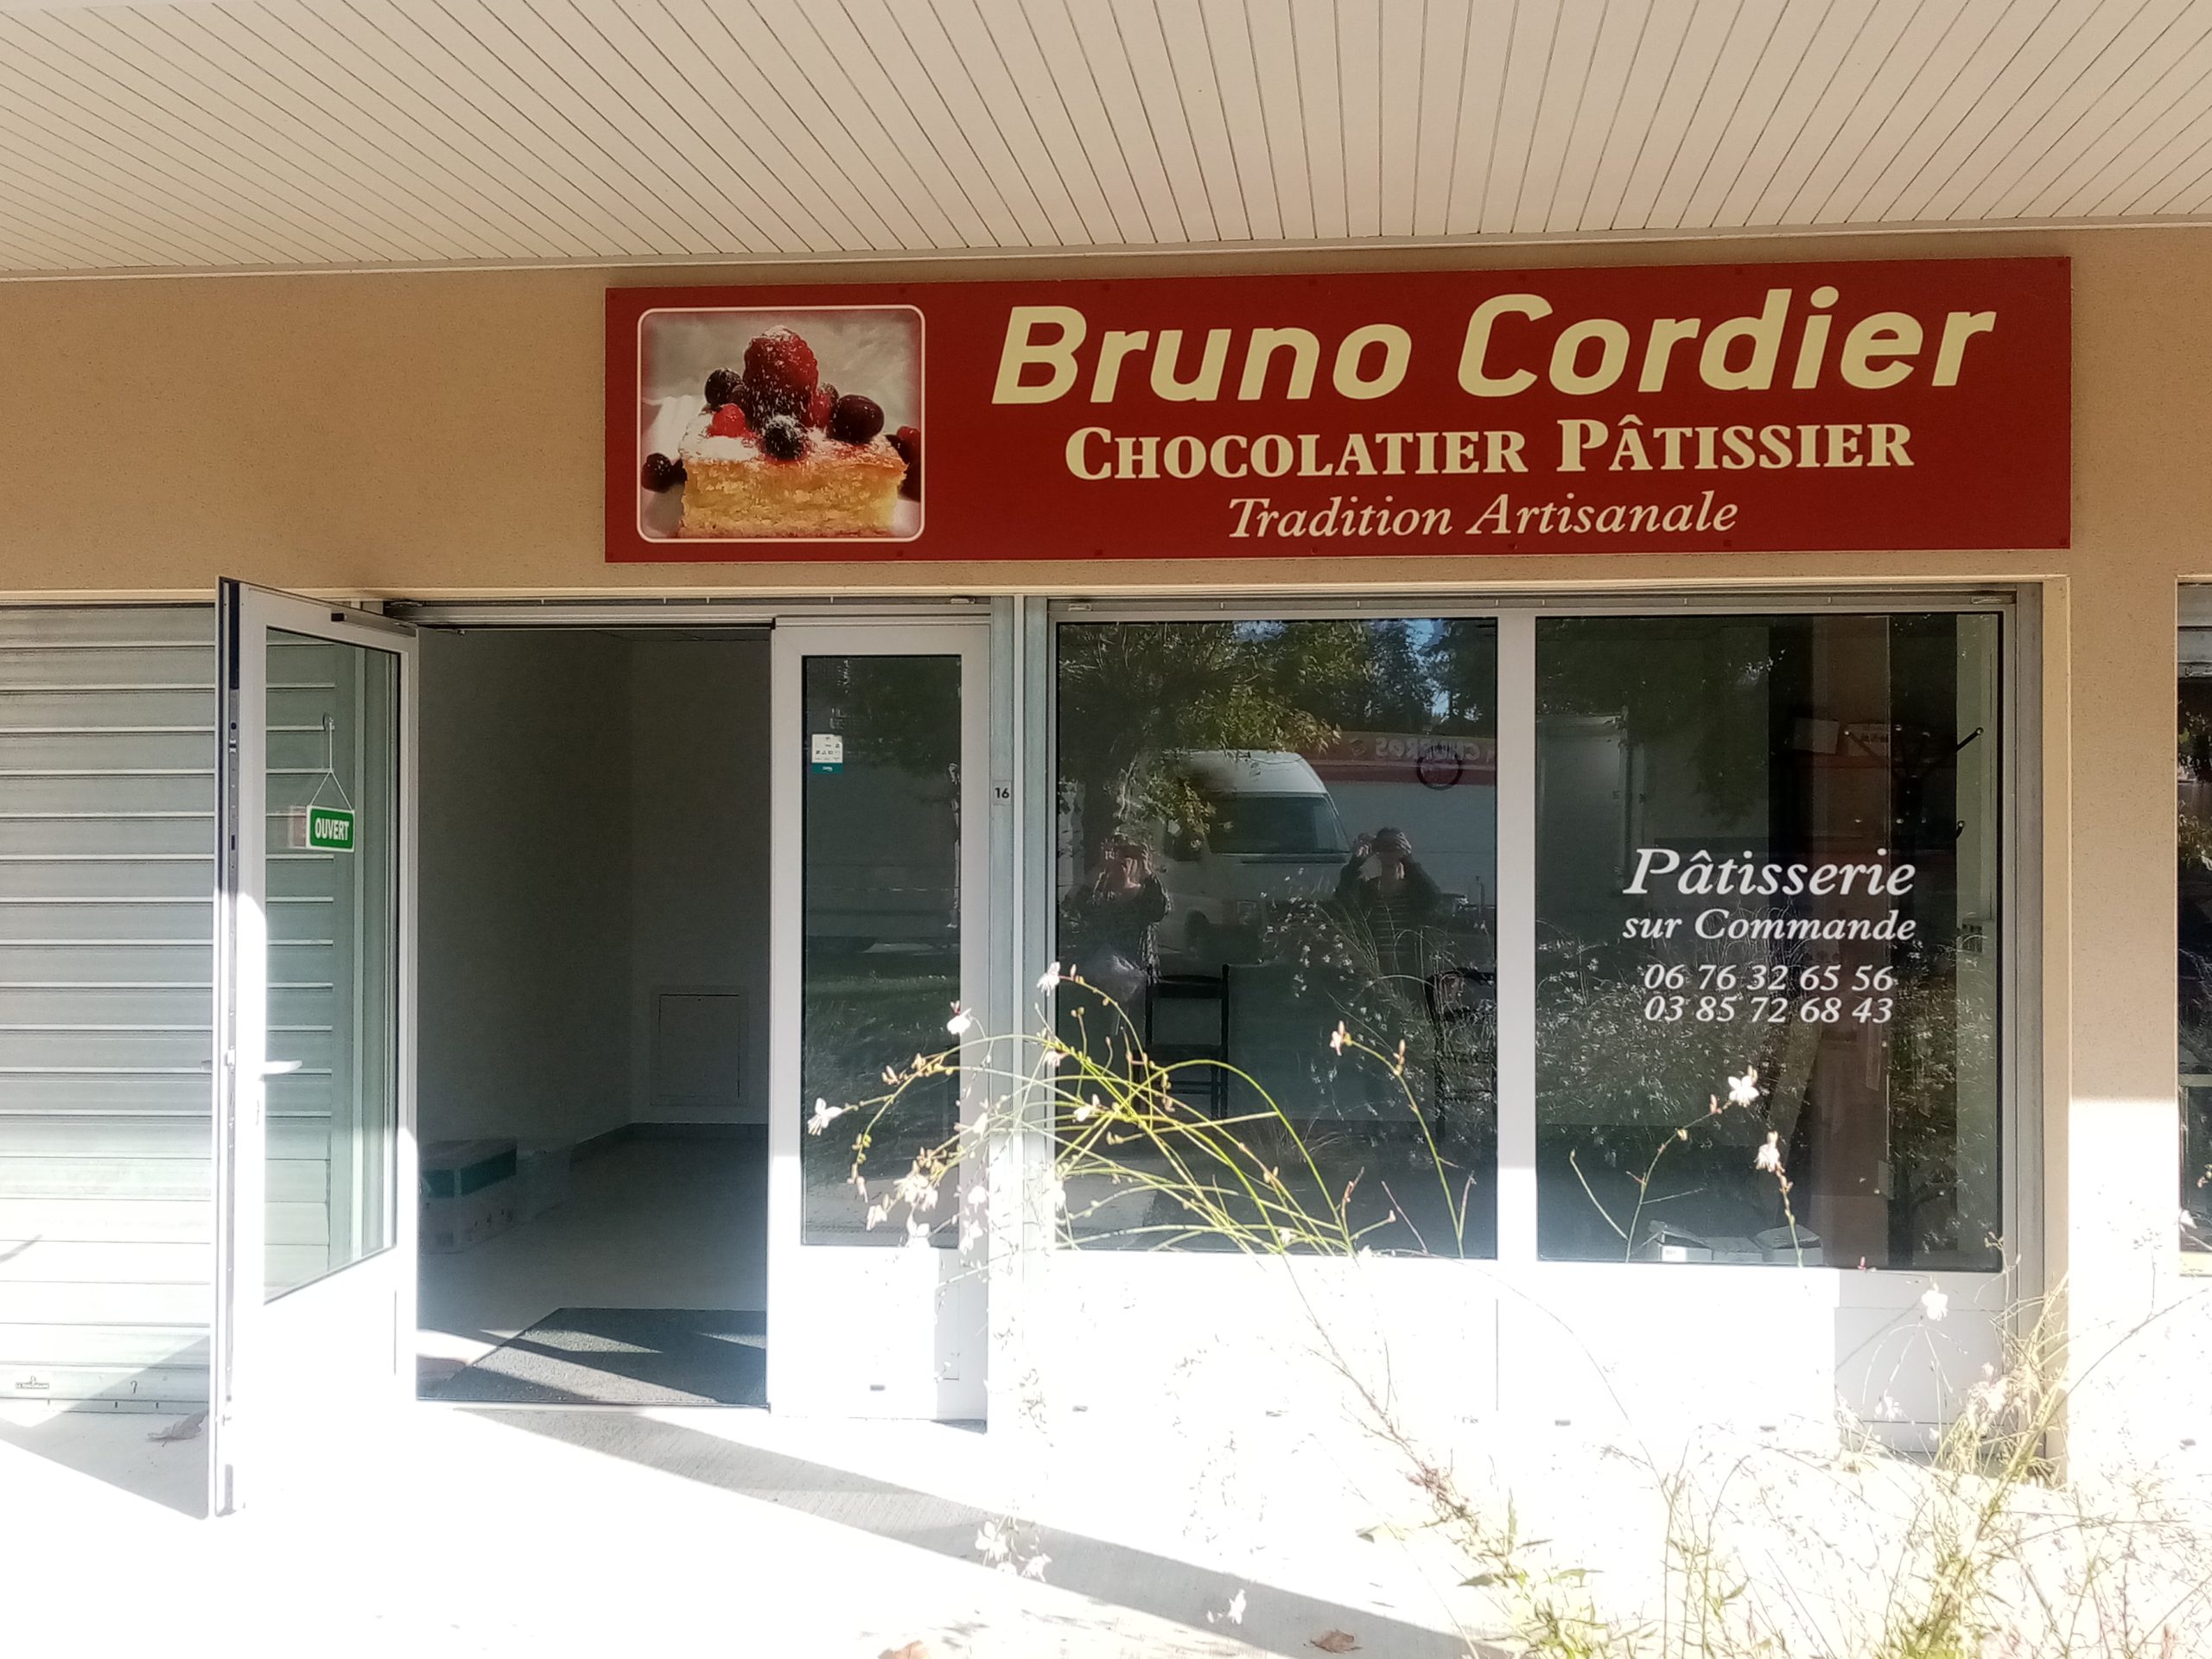 Bruno Cordier
CHOCOLATIER PÂTISSIER
Tradition Artisanale
OUVERT
16
Pâtisserie
sur Commande
06 76 32 65 56
03 85 72 68 43